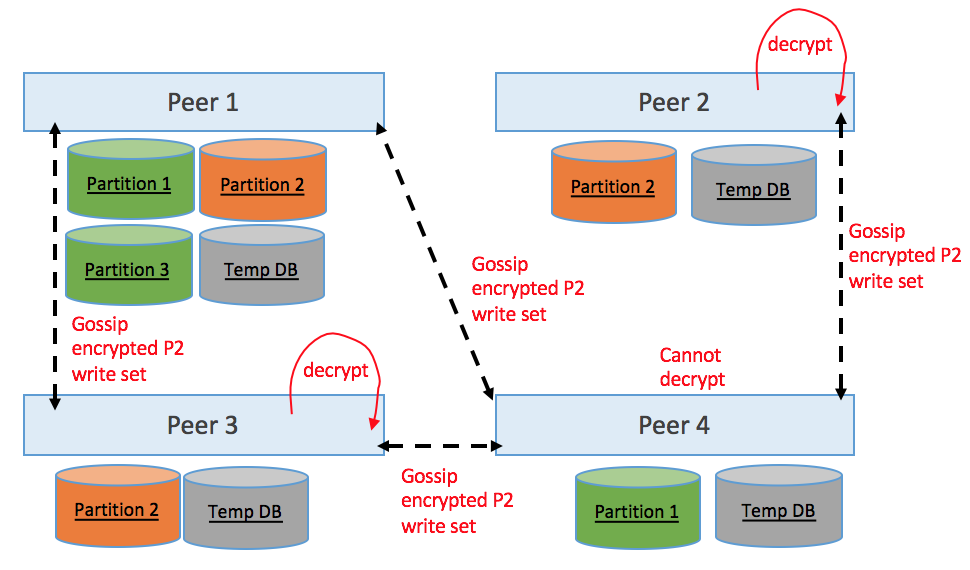 decrypt
Peer 1
Peer 2
Partition 1
Partition 2
Partition 2
Temp DB
Partition 3
Temp DB
Gossip
encrypted P2
write set
Gossip
encrypted P2
write set
Gossip
encrypted P2
write set
decrypt
Cannot
decrypt
Peer 3
Peer 4
Gossip
encrypted P2
write set
Partition 2
Temp DB
Partition 1
Temp DB